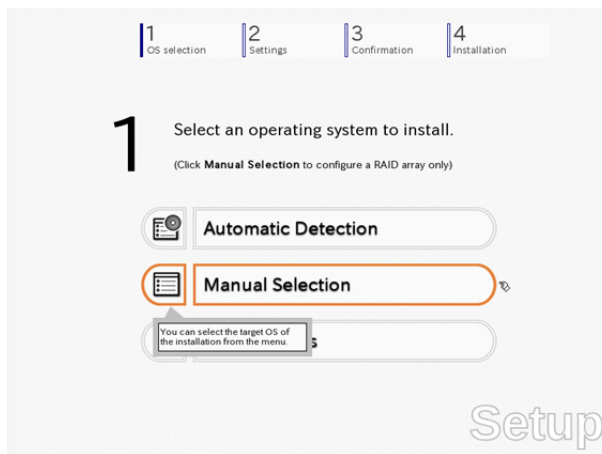 1
OS selection
2
Settings
3
Confirmation
4
Installation
1
Select an operating system to install.
(Click Manual Selection to configure a RAID array only)
Automatic Detection
Manual Selection
You can select the target OS of
the installation from the menu.
Setup